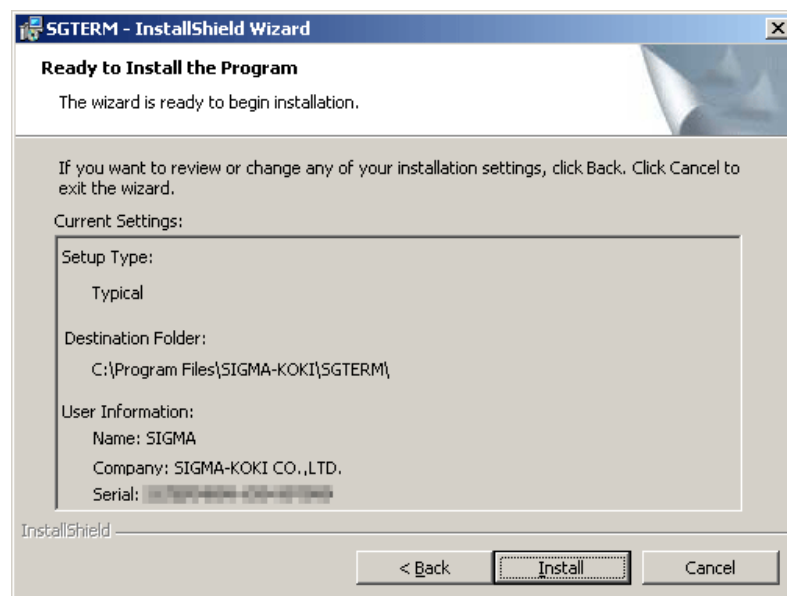 SGTERM - InstallShield Wizard
Ready to Install the Program
The wizard is ready to begin installation.
If you want to review or change any of your installation settings, click Back. Click Cancel to
exit the wizard.
Current Settings:
Setup Type:
Typical
Destination Folder:
C:\Program Files\SIGMA-KOKI\SGTERM\
User Information:
Name: SIGMA
Company: SIGMA-KOKI CO.,LTD.
Serial:
InstallShield
< Back
Install
Cancel